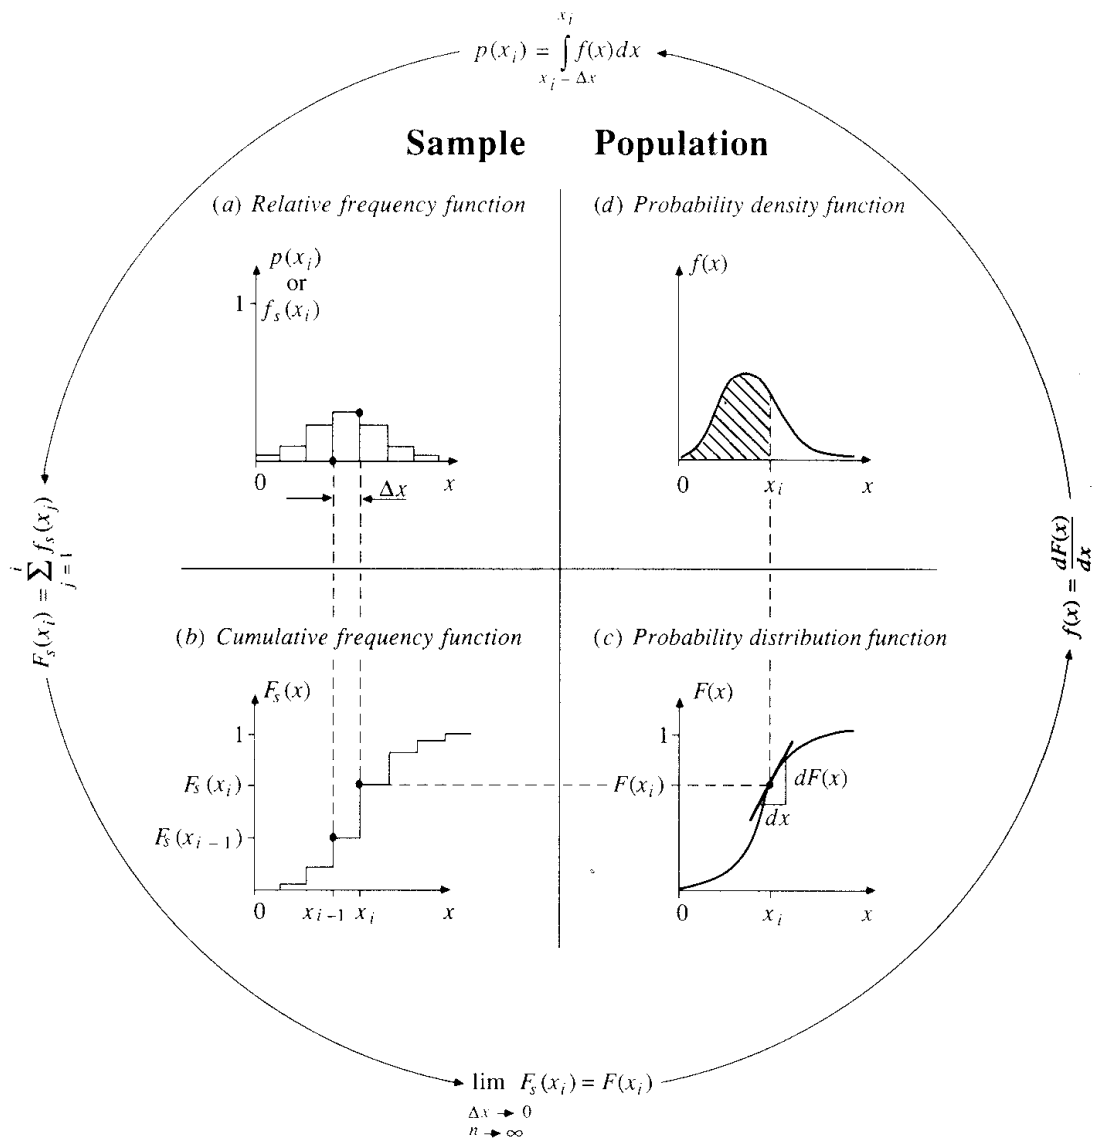 p(x_i) = ∫_{x_i − Δx}^{x_i} f(x)dx
Sample Population
(a) Relative frequency function
p(x_i)
or
f_s(x_i)
1
0
Δx
x
(d) Probability density function
f(x)
0
x_i
x
F_s(x_i) = Σ_{j = 1}^{i} f_s(x_j)
f(x) = dF(x)/dx
(b) Cumulative frequency function
F_s(x)
1
F_s(x_i)
F_s(x_{i−1})
0
x_{i−1}
x_i
x
(c) Probability distribution function
F(x)
1
F(x_i)
dF(x)
dx
0
x_i
x
lim F_s(x_i) = F(x_i)
Δx → 0
n → ∞